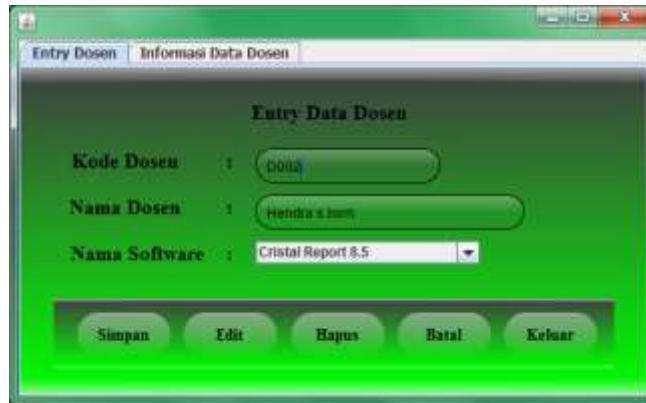 Entry Dosen Informasi Data Dosen
Entry Data Dosen
Kode Dosen : D002
Nama Dosen : Hendra s.kom
Nama Software : Cristal Report 8.5
Simpan Edit Hapus Batal Keluar